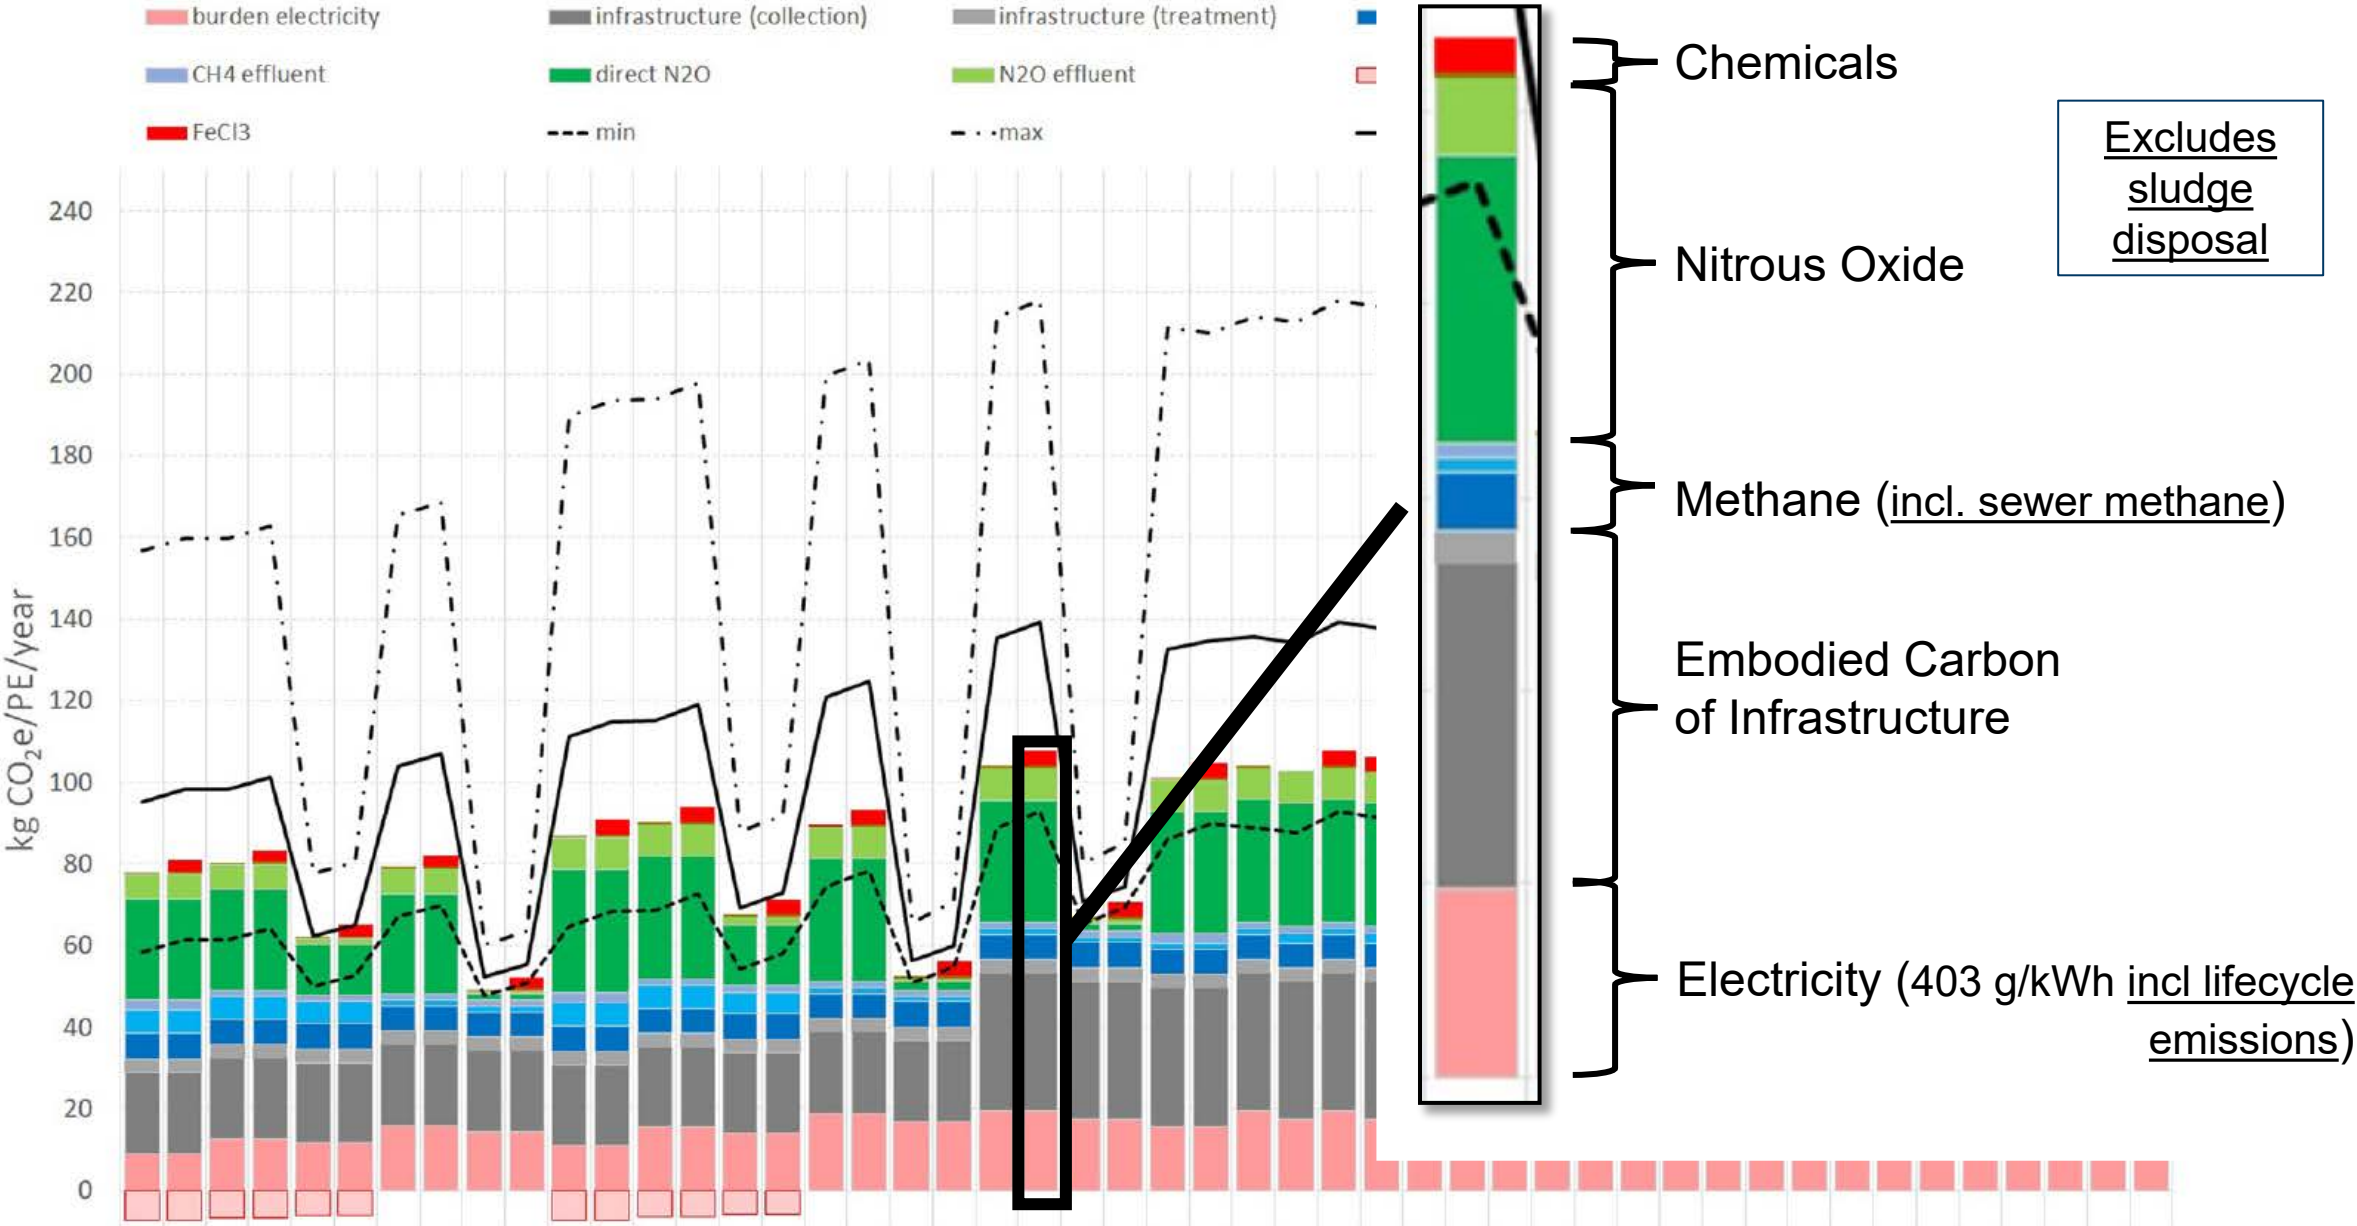 burden electricity
infrastructure (collection)
infrastructure (treatment)
CH4 effluent
direct N2O
N2O effluent
FeCl3
min
max
240
220
200
180
160
140
120
100
80
60
40
20
0
kg CO₂e/PE/year
Chemicals
Excludes
sludge
disposal
Nitrous Oxide
Methane (incl. sewer methane)
Embodied Carbon
of Infrastructure
Electricity (403 g/kWh incl lifecycle
emissions)